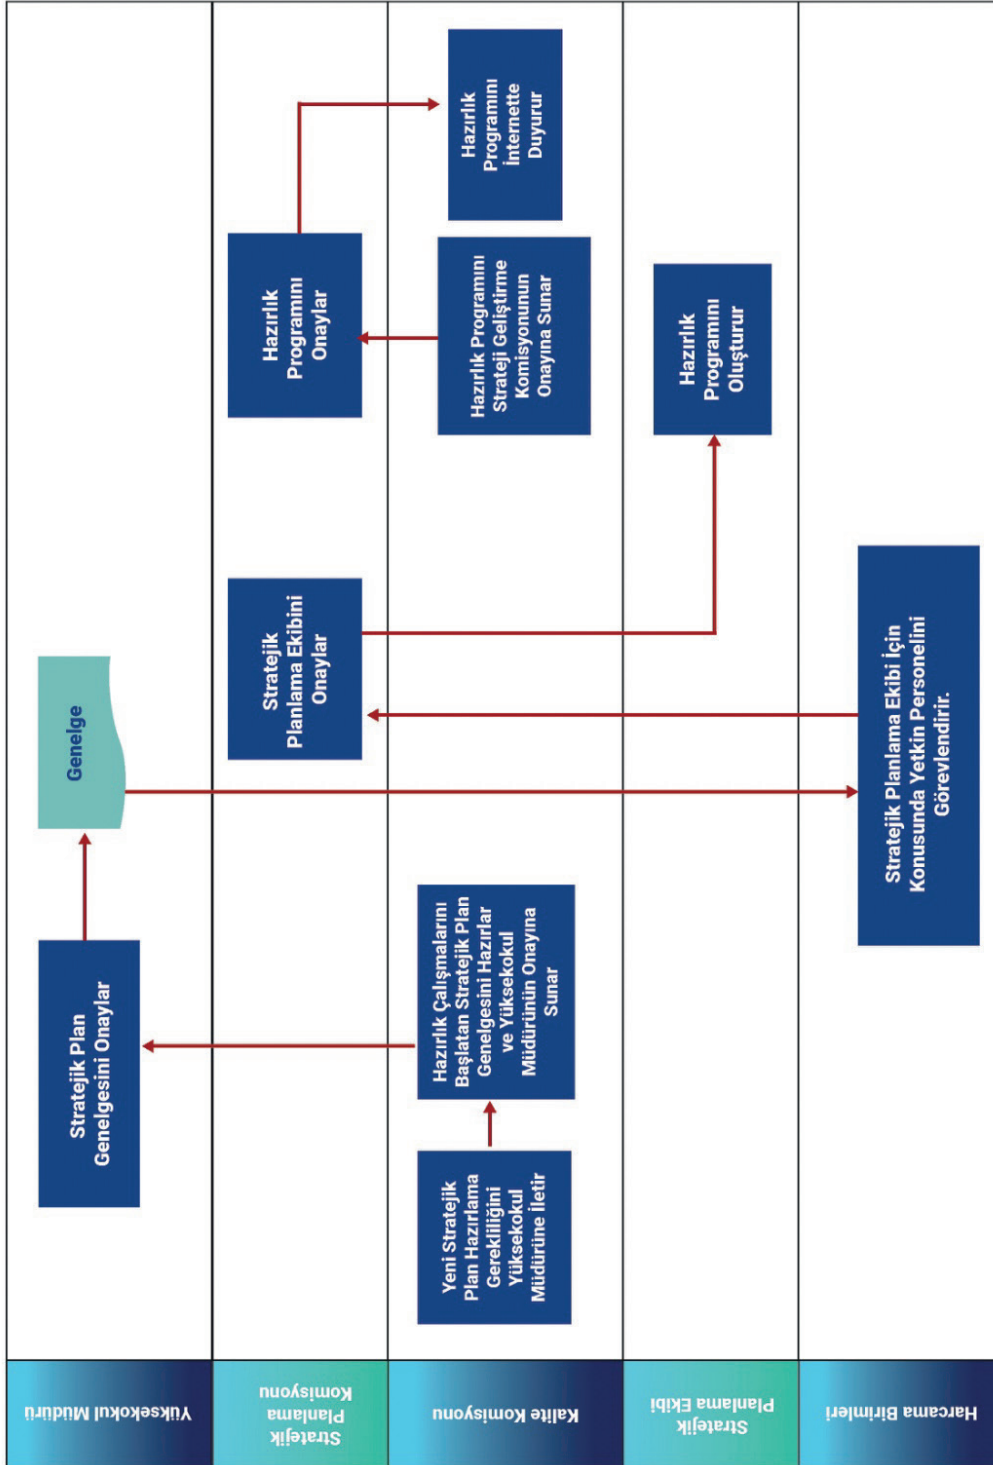 Yüksekokul Müdürü
Stratejik Plan
Genelgesini Onaylar
Genelge
Stratejik
Planlama
Komisyonu
Stratejik
Planlama Ekibini
Onaylar
Hazırlık
Programını
Onaylar
Kalite Komisyonu
Yeni Stratejik
Plan Hazırlama
Gerekliliğini
Yüksekokul
Müdürüne İletir
Hazırlık Çalışmalarını
Başlatan Stratejik Plan
Genelgesini Hazırlar
ve Yüksekokul
Müdürünün Onayına
Sunar
Hazırlık Programını
Strateji Geliştirme
Komisyonunun
Onayına Sunar
Hazırlık
Programını
İnternette
Duyurur
Stratejik
Planlama Ekibi
Hazırlık
Programını
Oluşturur
Harcama Birimleri
Stratejik Planlama Ekibi İçin
Konusunda Yetkin Personelini
Görevlendirir.